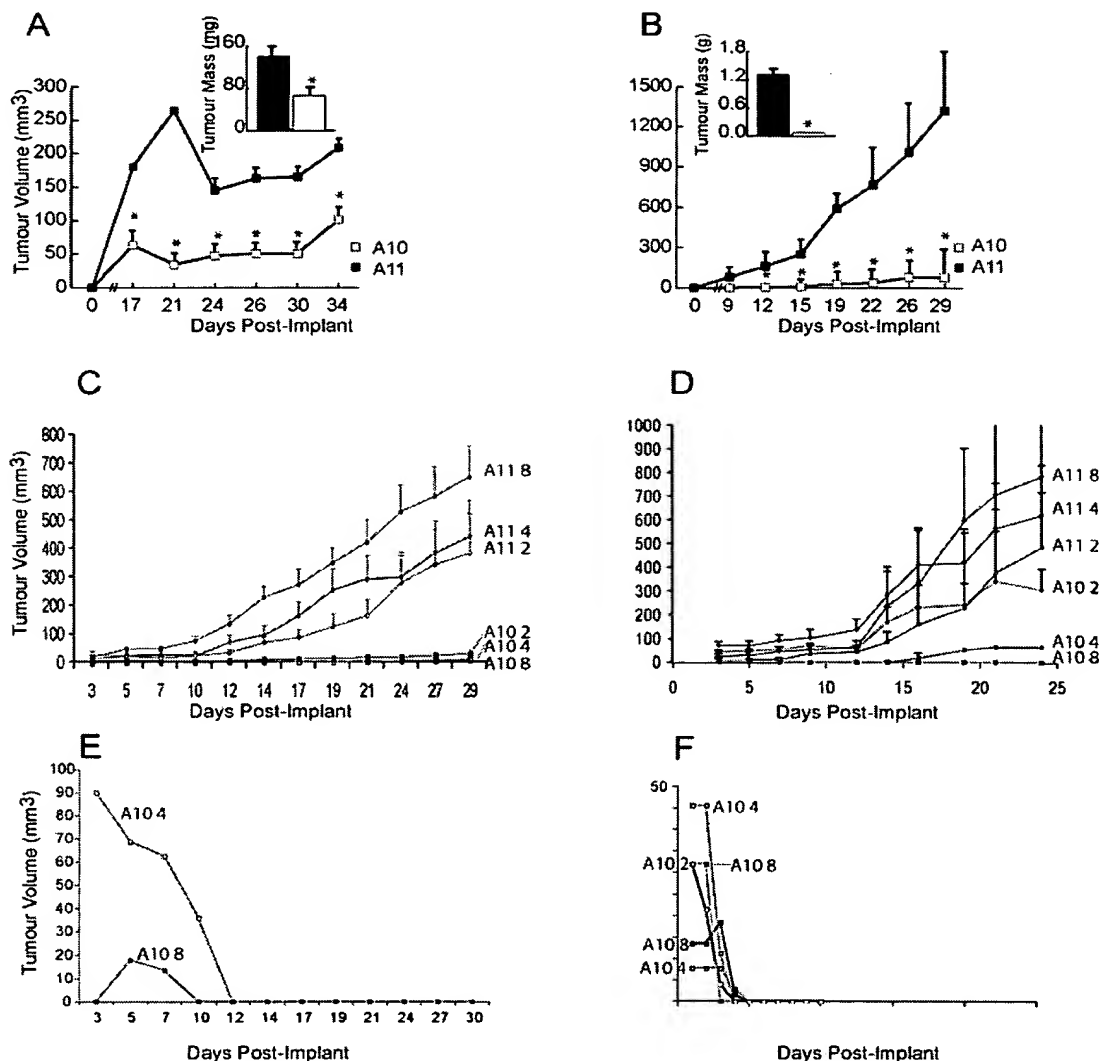 A
Tumour Mass (mg)
160
80
0
*
Tumour Volume (mm3)
300
250
200
150
100
50
0
* * * * * *
A10
A11
0 17 21 24 26 30 34
Days Post-Implant
B
Tumour Mass (g)
1.8
1.2
0.6
0.0
*
1500
1200
900
600
300
0
* * * * * *
A10
A11
0 9 12 15 19 22 26 29
Days Post-Implant
C
Tumour Volume (mm3)
800
700
600
500
400
300
200
100
0
A11 8
A11 4
A11 2
A10 2
A10 4
A10 8
3 5 7 10 12 14 17 19 21 24 27 29
Days Post-Implant
D
1000
900
800
700
600
500
400
300
200
100
0
A11 8
A11 4
A11 2
A10 2
A10 4
A10 8
0 5 10 15 20 25
Days Post-Implant
E
Tumour Volume (mm3)
100
90
80
70
60
50
40
30
20
10
0
A10 4
A10 8
3 5 7 10 12 14 17 19 21 24 27 30
Days Post-Implant
F
50
A10 4
A10 2
A10 8
A10 8
A10 4
Days Post-Implant